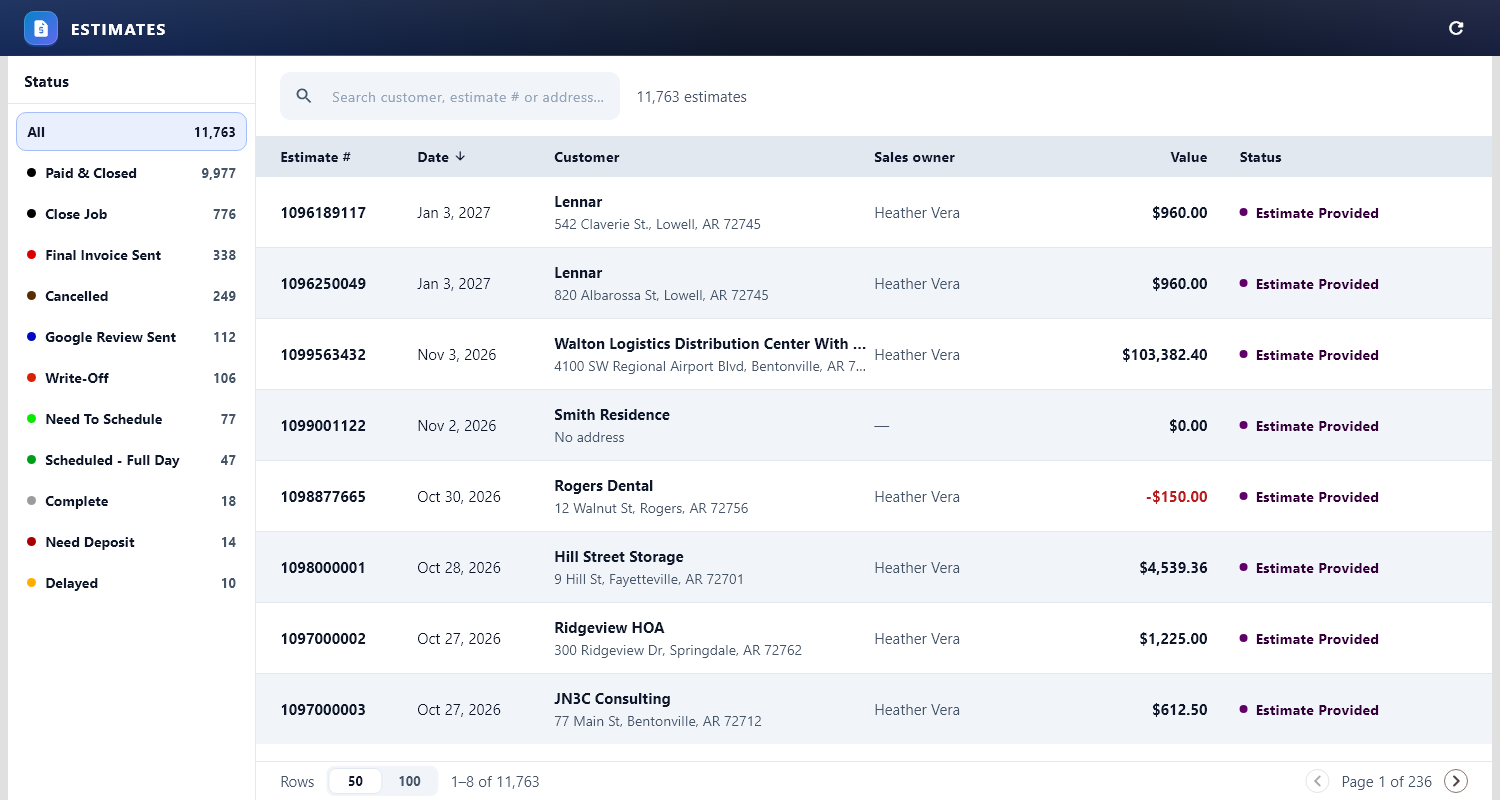 ESTIMATES
Status
All 11,763
Paid & Closed 9,977
Close Job 776
Final Invoice Sent 338
Cancelled 249
Google Review Sent 112
Write-Off 106
Need To Schedule 77
Scheduled - Full Day 47
Complete 18
Need Deposit 14
Delayed 10
Search customer, estimate # or address... 11,763 estimates
Estimate # Date ↓ Customer Sales owner Value Status
1096189117 Jan 3, 2027 Lennar Heather Vera $960.00 Estimate Provided
542 Claverie St., Lowell, AR 72745
1096250049 Jan 3, 2027 Lennar Heather Vera $960.00 Estimate Provided
820 Albarossa St, Lowell, AR 72745
1099563432 Nov 3, 2026 Walton Logistics Distribution Center With ... Heather Vera $103,382.40 Estimate Provided
4100 SW Regional Airport Blvd, Bentonville, AR 7...
1099001122 Nov 2, 2026 Smith Residence — $0.00 Estimate Provided
No address
1098877665 Oct 30, 2026 Rogers Dental Heather Vera -$150.00 Estimate Provided
12 Walnut St, Rogers, AR 72756
1098000001 Oct 28, 2026 Hill Street Storage Heather Vera $4,539.36 Estimate Provided
9 Hill St, Fayetteville, AR 72701
1097000002 Oct 27, 2026 Ridgeview HOA Heather Vera $1,225.00 Estimate Provided
300 Ridgeview Dr, Springdale, AR 72762
1097000003 Oct 27, 2026 JN3C Consulting Heather Vera $612.50 Estimate Provided
77 Main St, Bentonville, AR 72712
Rows 50 100 1–8 of 11,763 Page 1 of 236